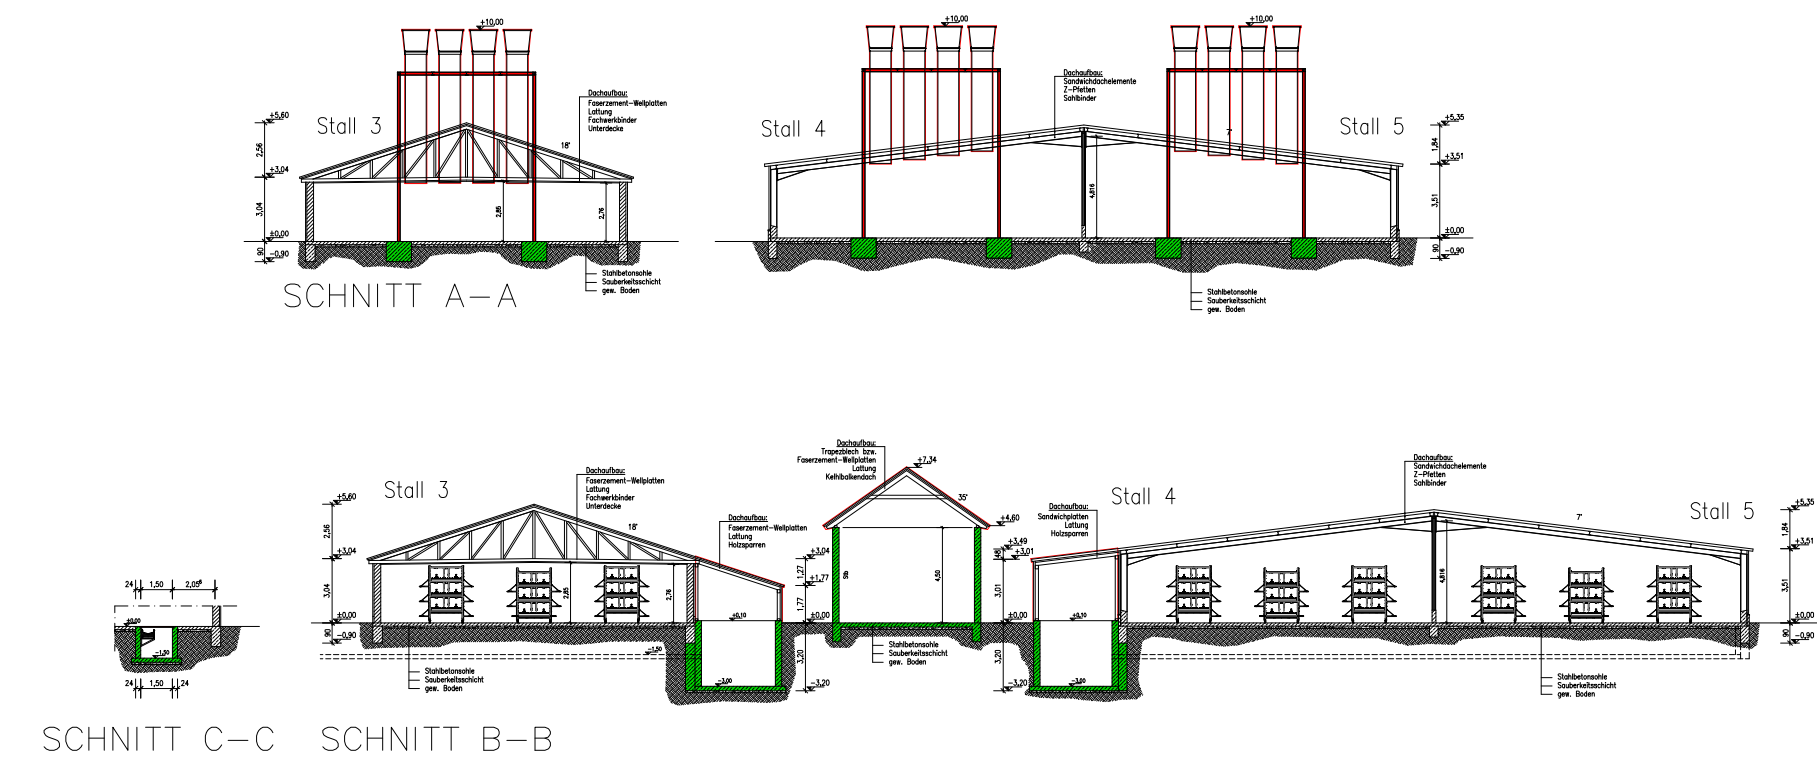 +10,00
+10,00
+10,00
Dachaufbau:
Sandwichdachelemente
Z-Pfetten
Sahlbinder
Dachaufbau:
Faserzement-Wellplatten
Lattung
Fachwerkbinder
Unterdecke
Stall 3
Stall 4
Stall 5
+5,60
2,56
+3,04
3,04
±0,00
90
-0,90
18°
2,85
2,76
4,816
7°
+5,35
1,84
+3,51
3,51
±0,00
90
-0,90
Stahlbetonsohle
Sauberkeitsschicht
gew. Boden
Stahlbetonsohle
Sauberkeitsschicht
gew. Boden
SCHNITT A-A
Stall 3
Dachaufbau:
Faserzement-Wellplatten
Lattung
Fachwerkbinder
Unterdecke
18°
Dachaufbau:
Faserzement-Wellplatten
Lattung
Holzsparren
Dachaufbau:
Trapezblech bzw.
Faserzement-Wellplatten
Lattung
Kehlbalkendach
+7,34
35°
+4,60
Dachaufbau:
Sandwichplatten
Lattung
Holzsparren
Stall 4
Dachaufbau:
Sandwichdachelemente
Z-Pfetten
Sahlbinder
7°
Stall 5
+5,60
2,56
+3,04
3,04
±0,00
90
-0,90
2,85
2,76
+0,10
-1,50
-3,00
+3,04
1,27
+1,77
1,77
±0,00
3,20
-3,20
Stb
4,50
+3,49
48
+3,01
3,01
±0,00
3,20
-3,20
+0,10
-3,00
4,816
+5,35
1,84
+3,51
3,51
±0,00
90
-0,90
Stahlbetonsohle
Sauberkeitsschicht
gew. Boden
Stahlbetonsohle
Sauberkeitsschicht
gew. Boden
Stahlbetonsohle
Sauberkeitsschicht
gew. Boden
24 1,50 2,05⁵
±0,00
-1,50
24 1,50 24
SCHNITT C-C SCHNITT B-B